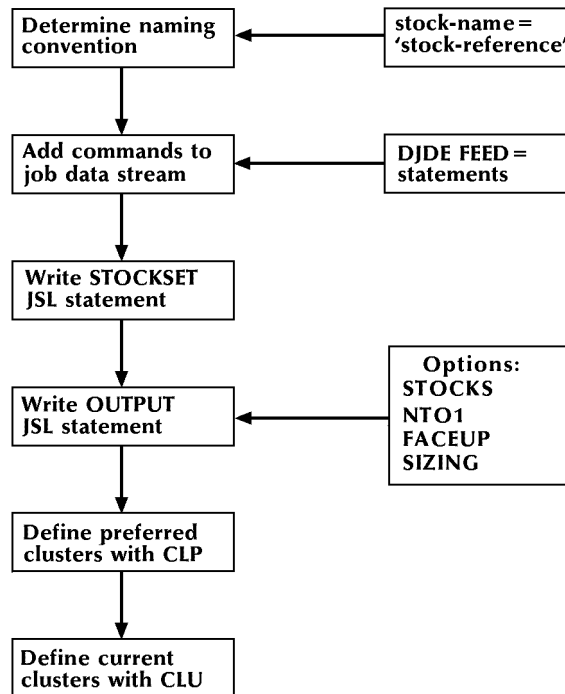 Determine naming
convention
stock-name=
‘stock-reference’
Add commands to
job data stream
DJDE FEED=
statements
Write STOCKSET
JSL statement
Write OUTPUT
JSL statement
Options:
STOCKS
NTO1
FACEUP
SIZING
Define preferred
clusters with CLP
Define current
clusters with CLU